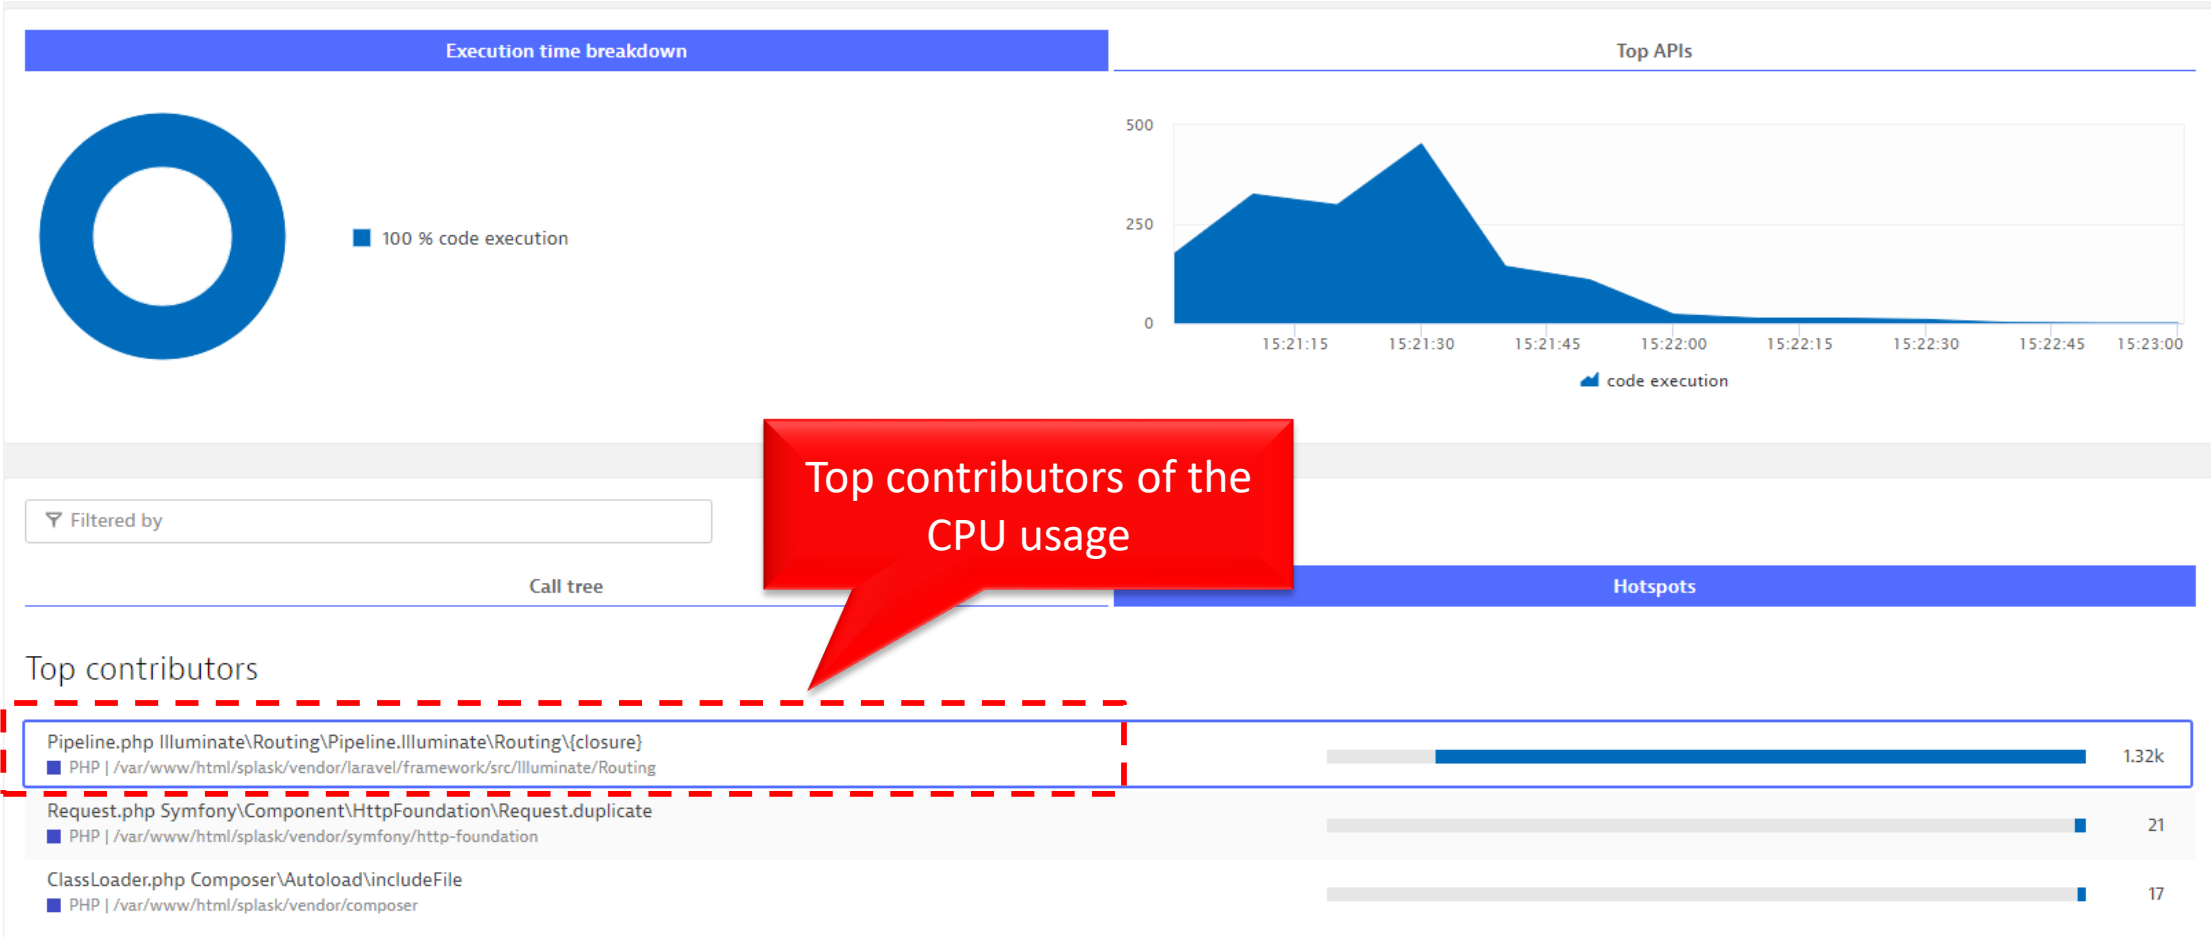 Execution time breakdown
Top APIs
100 % code execution
500
250
0
15:21:15 15:21:30 15:21:45 15:22:00 15:22:15 15:22:30 15:22:45 15:23:00
code execution
Top contributors of the
CPU usage
Filtered by
Call tree
Hotspots
Top contributors
Pipeline.php Illuminate\Routing\Pipeline.Illuminate\Routing\{closure}
PHP | /var/www/html/splask/vendor/laravel/framework/src/Illuminate/Routing
1.32k
Request.php Symfony\Component\HttpFoundation\Request.duplicate
PHP | /var/www/html/splask/vendor/symfony/http-foundation
21
ClassLoader.php Composer\Autoload\includeFile
PHP | /var/www/html/splask/vendor/composer
17